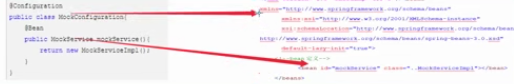 @Configuration
public class MockConfiguration{
@Bean
public MockService mockService(){
return new MockServiceImpl();
}
}
xmlns="http://www.springframework.org/schema/beans"
xmlns:xsi="http://www.w3.org/2001/XMLSchema-instance"
xsi:schemaLocation="http://www.springframework.org/schema/beans
http://www.springframework.org/schema/beans/spring-beans-3.0.xsd"
default-lazy-init="true">
<bean id="mockService" class="..MockServiceImpl"></bean>
</beans>